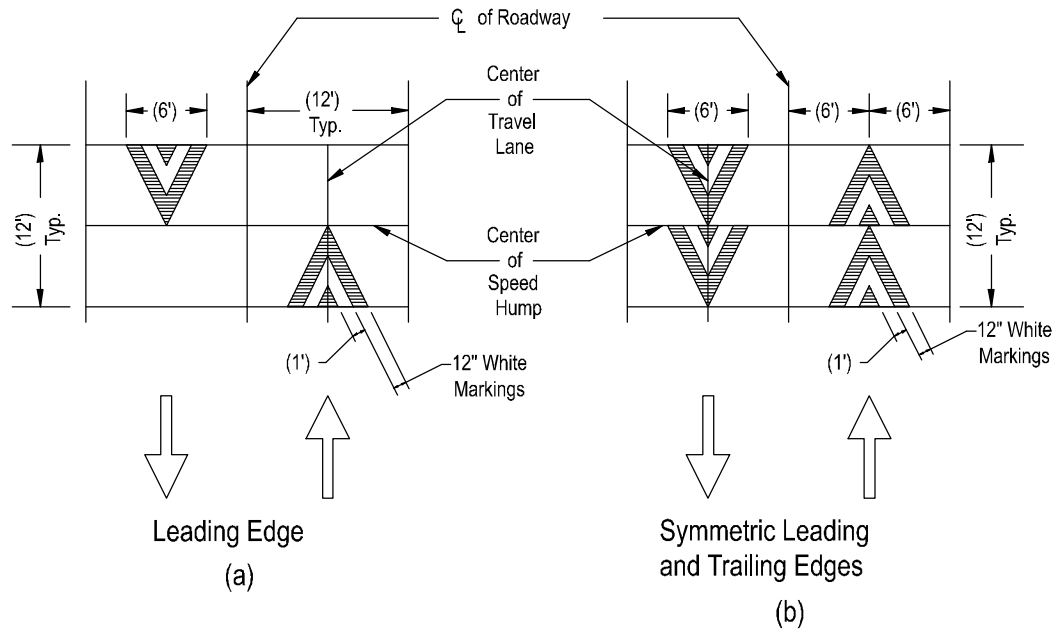 ℄ of Roadway
Center
of
Travel
Lane
(6')
(12')
Typ.
(6')
(6')
(6')
(12')
Typ.
(12')
Typ.
Center
of
Speed
Hump
(1')
12" White
Markings
(1')
12" White
Markings
Leading Edge
(a)
Symmetric Leading
and Trailing Edges
(b)